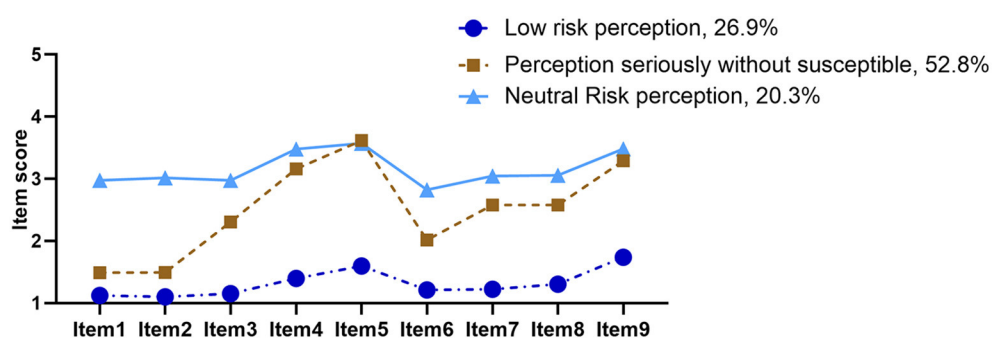 Low risk perception, 26.9%
Perception seriously without susceptible, 52.8%
Neutral Risk perception, 20.3%
Item score
5
4
3
2
1
Item1 Item2 Item3 Item4 Item5 Item6 Item7 Item8 Item9